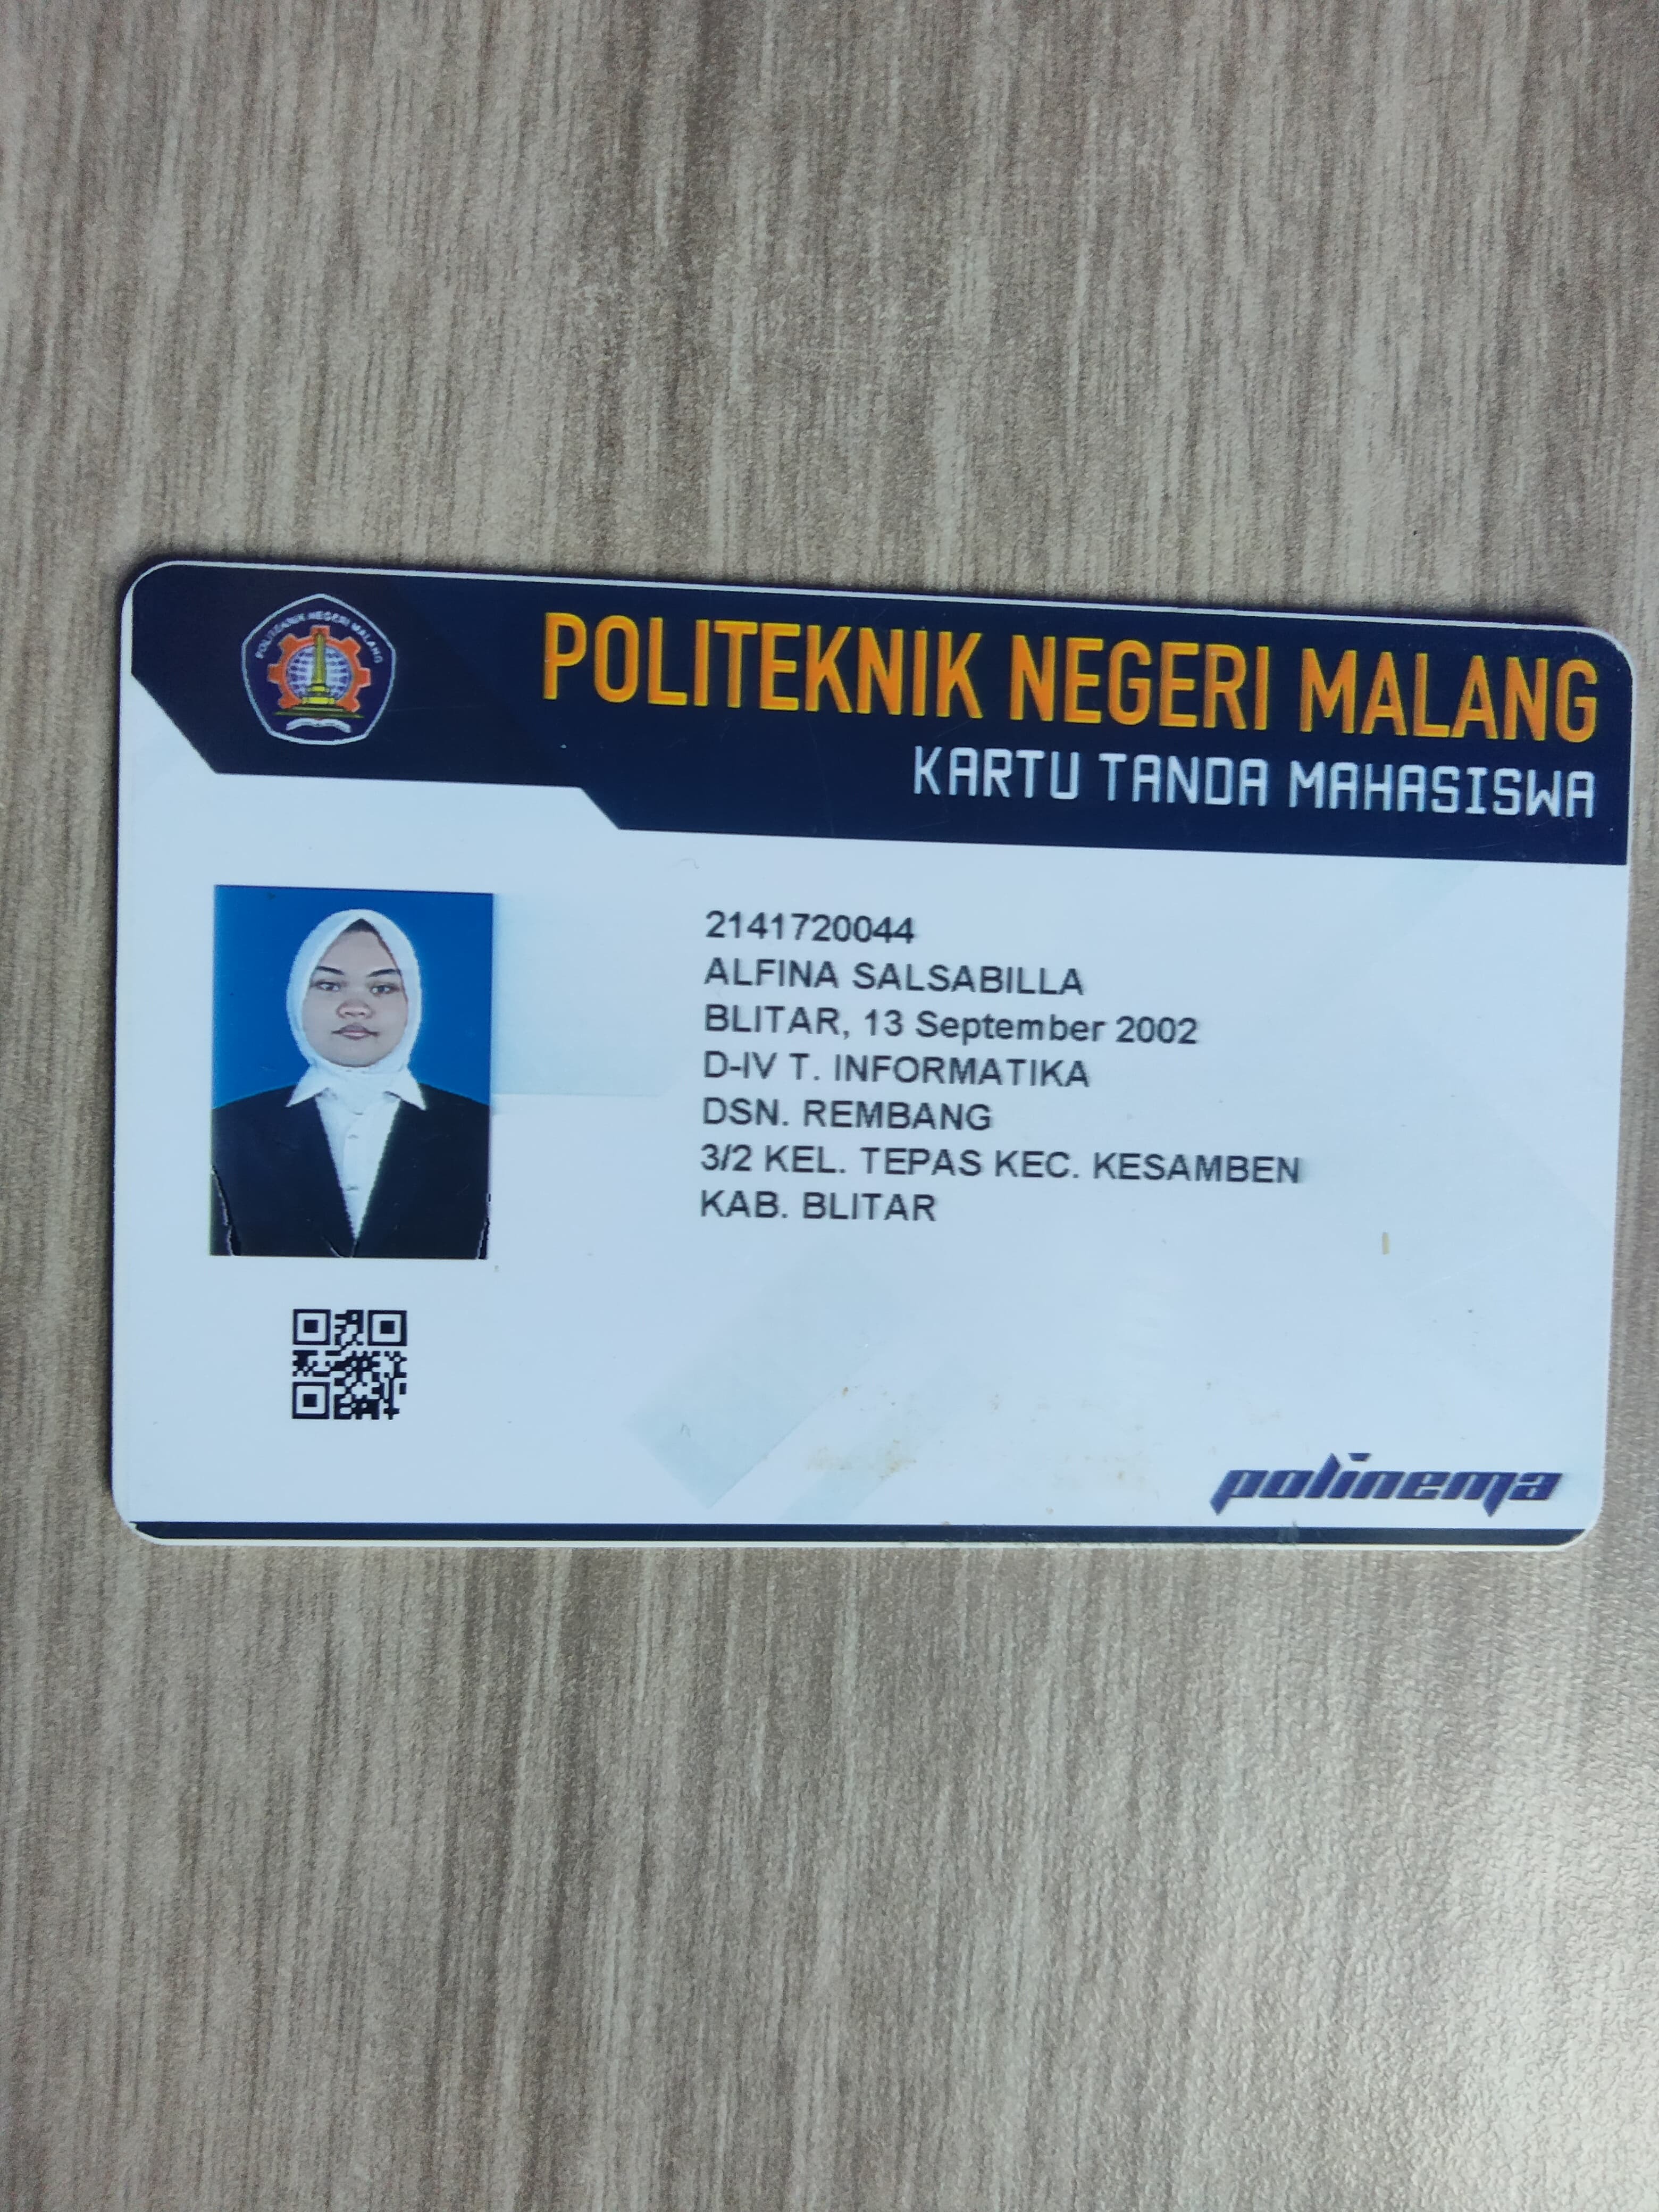 POLITEKNIK NEGERI MALANG
POLITEKNIK NEGERI MALANG
KARTU TANDA MAHASISWA
2141720044
ALFINA SALSABILLA
BLITAR, 13 September 2002
D-IV T. INFORMATIKA
DSN. REMBANG
3/2 KEL. TEPAS KEC. KESAMBEN
KAB. BLITAR
polinema